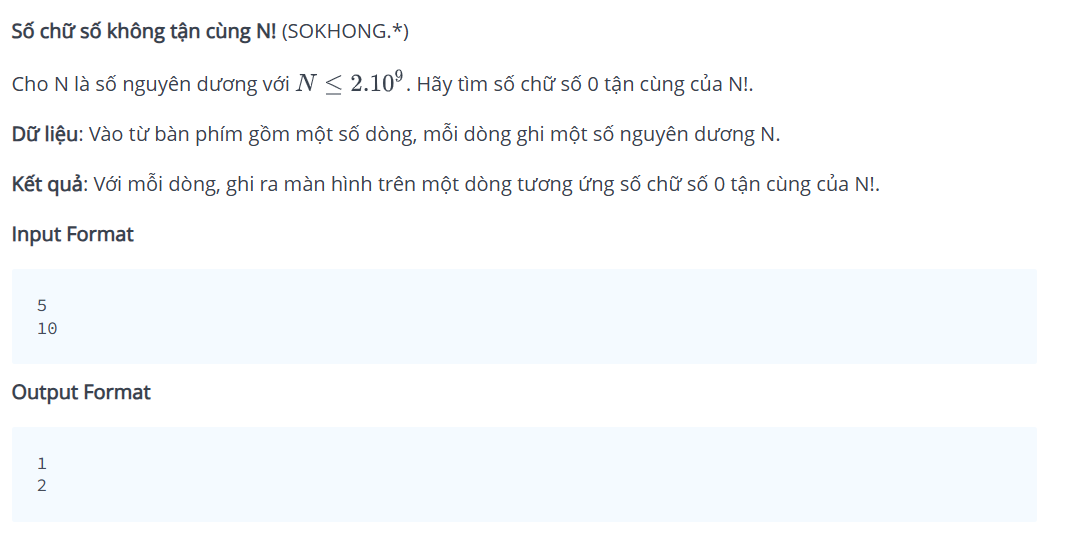 Số chữ số không tận cùng N! (SOKHONG.*)
Cho N là số nguyên dương với N ≤ 2.10⁹. Hãy tìm số chữ số 0 tận cùng của N!.
Dữ liệu: Vào từ bàn phím gồm một số dòng, mỗi dòng ghi một số nguyên dương N.
Kết quả: Với mỗi dòng, ghi ra màn hình trên một dòng tương ứng số chữ số 0 tận cùng của N!.
Input Format
5
10
Output Format
1
2